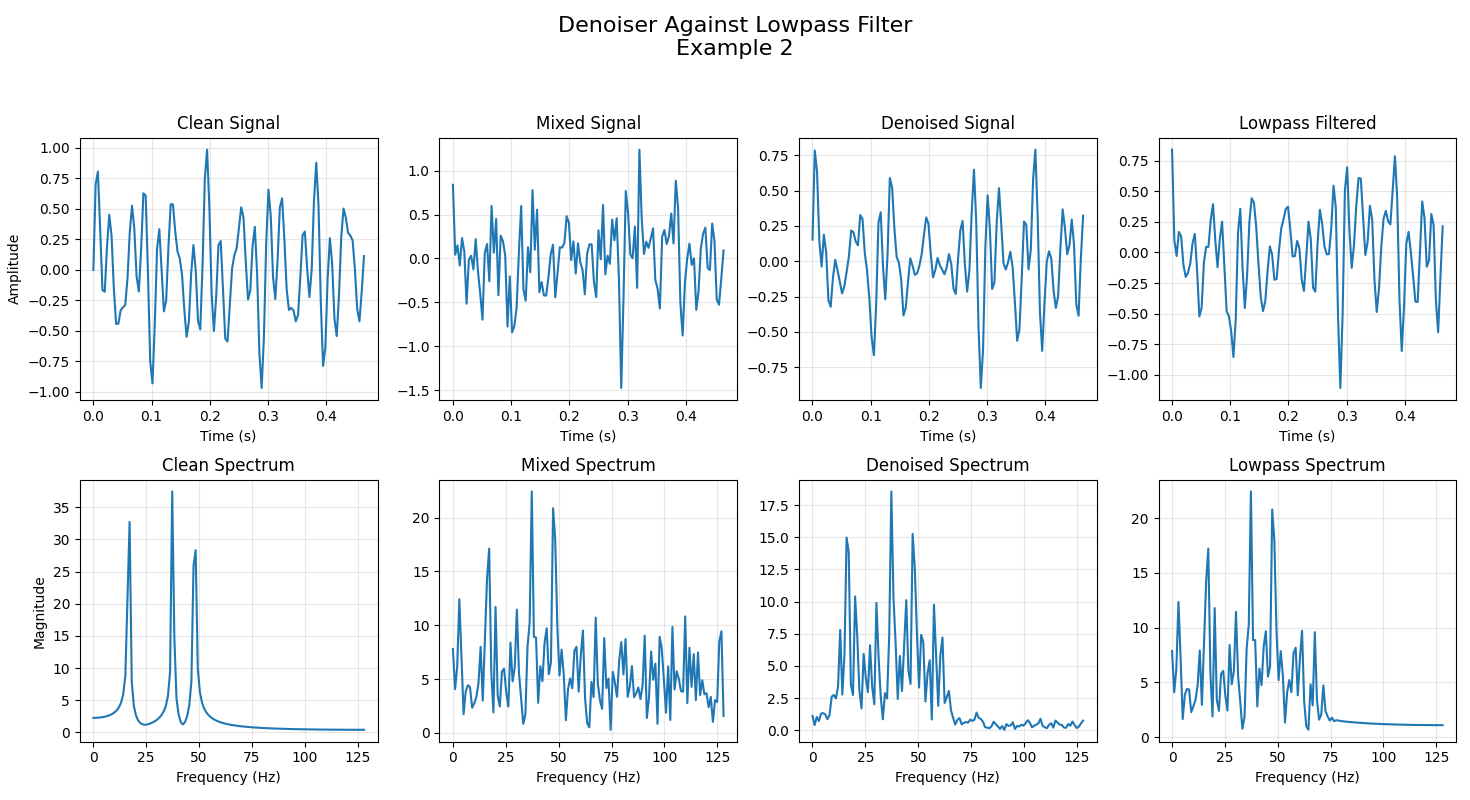 Denoiser Against Lowpass Filter
Example 2
Clean Signal
Mixed Signal
Denoised Signal
Lowpass Filtered
Amplitude
1.00
0.75
0.50
0.25
0.00
−0.25
−0.50
−0.75
−1.00
0.0 0.1 0.2 0.3 0.4
Time (s)
1.0
0.5
0.0
−0.5
−1.0
−1.5
0.0 0.1 0.2 0.3 0.4
Time (s)
0.75
0.50
0.25
0.00
−0.25
−0.50
−0.75
0.0 0.1 0.2 0.3 0.4
Time (s)
0.75
0.50
0.25
0.00
−0.25
−0.50
−0.75
−1.00
0.0 0.1 0.2 0.3 0.4
Time (s)
Clean Spectrum
Mixed Spectrum
Denoised Spectrum
Lowpass Spectrum
Magnitude
35
30
25
20
15
10
5
0
0 25 50 75 100 125
Frequency (Hz)
20
15
10
5
0
0 25 50 75 100 125
Frequency (Hz)
17.5
15.0
12.5
10.0
7.5
5.0
2.5
0.0
0 25 50 75 100 125
Frequency (Hz)
20
15
10
5
0
0 25 50 75 100 125
Frequency (Hz)